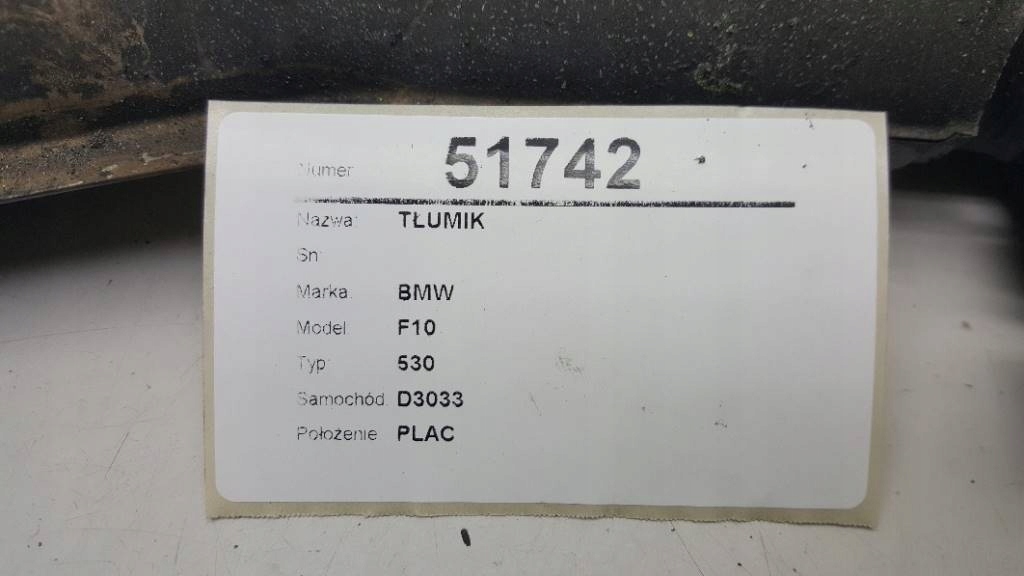 Numer 51742
Nazwa: TŁUMIK
Sn:
Marka: BMW
Model F10
Typ 530
Samochód: D3033
Położenie PLAC